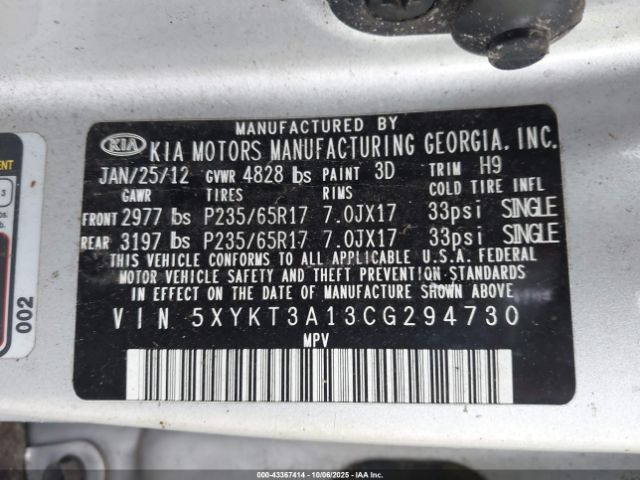 MANUFACTURED BY
KIA KIA MOTORS MANUFACTURING GEORGIA, INC.
JAN/25/12 GVWR 4828 lbs PAINT 3D TRIM H9
GAWR TIRES RIMS COLD TIRE INFL
FRONT 2977 lbs P235/65R17 7.0JX17 33psi SINGLE
REAR 3197 lbs P235/65R17 7.0JX17 33psi SINGLE
THIS VEHICLE CONFORMS TO ALL APPLICABLE U.S.A. FEDERAL
MOTOR VEHICLE SAFETY AND THEFT PREVENTION STANDARDS
IN EFFECT ON THE DATE OF MANUFACTURE SHOWN ABOVE
VIN 5XYKT3A13CG294730
MPV
002
000-43367414 | 10/06/2025 | IAA Inc.